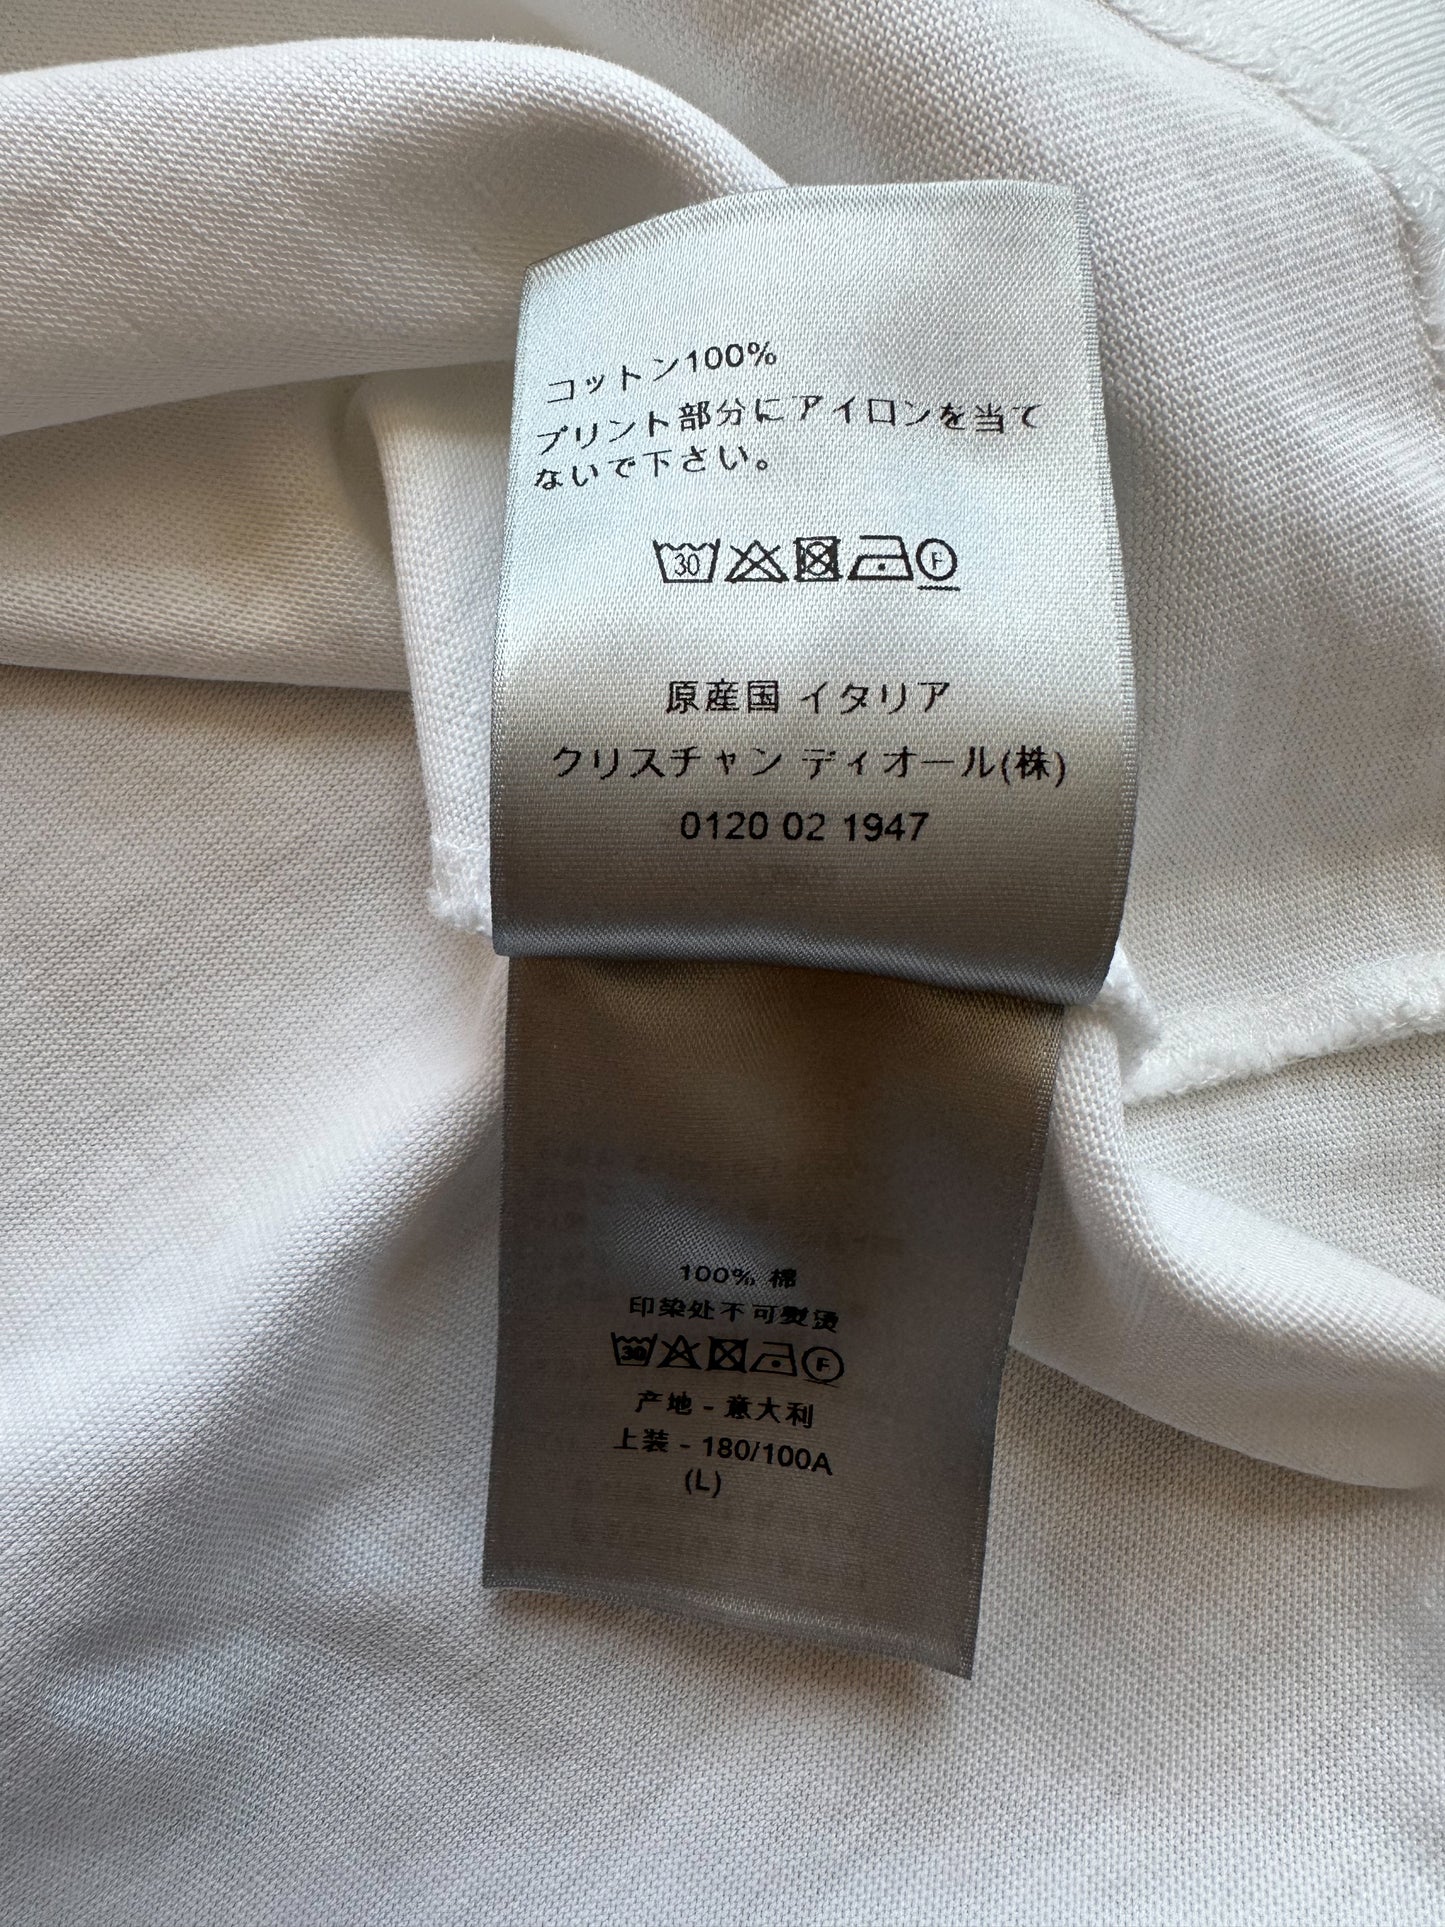 コットン100%
プリント部分にアイロンを当て
ないで下さい。
30 F
原産国 イタリア
クリスチャン ディオール(株)
0120 02 1947
100% 棉
印染处不可熨烫
30 F
产地 - 意大利
上装 - 180/100A
(L)